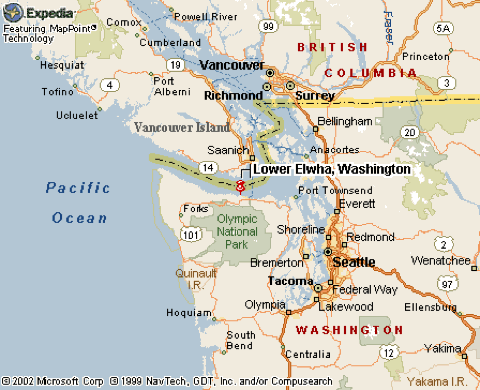 Expedia
Featuring MapPoint®
Technology
Powell River
Comox
Cumberland
BRITISH
COLUMBIA
Fraser
5A
Princeton
Hesquiat
Tofino
Ucluelet
4
19
Port
Alberni
Vancouver
Richmond
Surrey
3
Vancouver Island
Bellingham
20
97
Saanich
Anacortes
14
Lower Elwha, Washington
Pacific
Ocean
Port Townsend
Everett
Forks
101
Olympic
National
Park
Shoreline
Redmond
2
Bremerton
Seattle
Wenatchee
Quinault
I.R.
Tacoma
Federal Way
97
Hoquiam
Olympia
Lakewood
Ellensburg
WASHINGTON
South
Bend
Centralia
12
Yakima
Yakama I.R.
©2002 Microsoft Corp © 1999 NavTech, GDT, Inc. and/or Compusearch